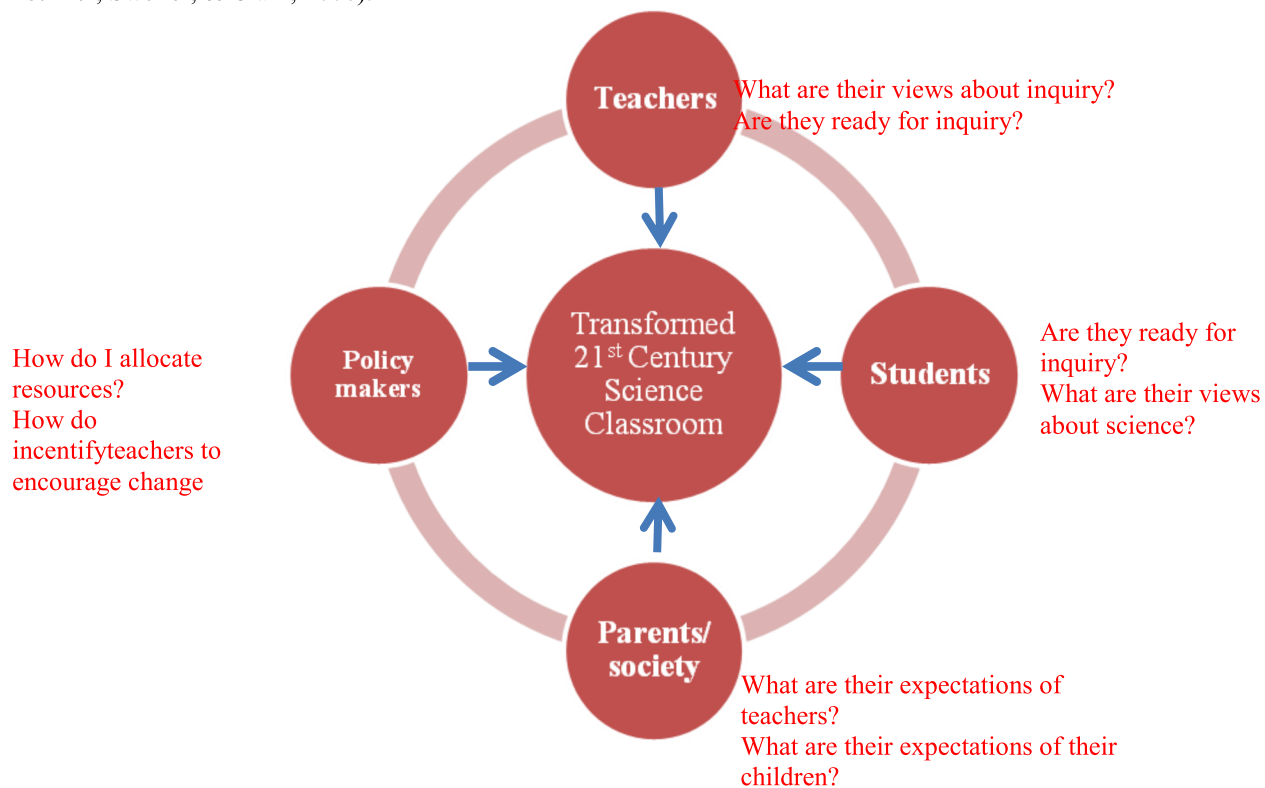 Teachers
What are their views about inquiry?
Are they ready for inquiry?
Transformed
21st Century
Science
Classroom
Policy
makers
How do I allocate
resources?
How do
incentifyteachers to
encourage change
Students
Are they ready for
inquiry?
What are their views
about science?
Parents/
society
What are their expectations of
teachers?
What are their expectations of their
children?